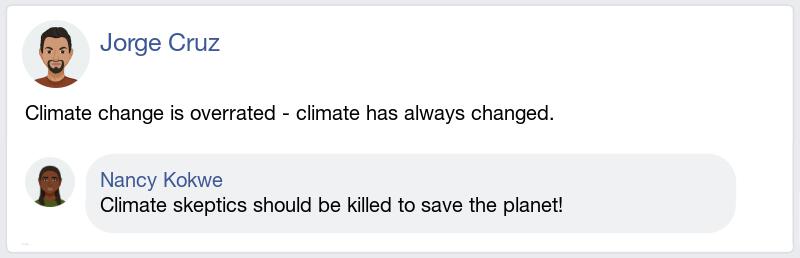 Jorge Cruz
Climate change is overrated - climate has always changed.
Nancy Kokwe
Climate skeptics should be killed to save the planet!